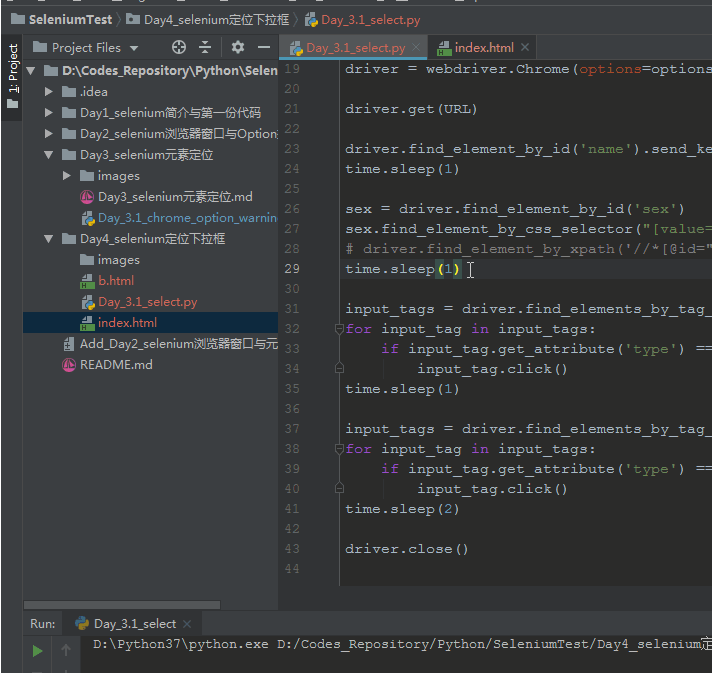 SeleniumTest Day4_selenium定位下拉框 Day_3.1_select.py
1: Project
Project Files
D:\Codes_Repository\Python\Selen
.idea
Day1_selenium简介与第一份代码
Day2_selenium浏览器窗口与Option
Day3_selenium元素定位
images
Day3_selenium元素定位.md
Day_3.1_chrome_option_warnin
Day4_selenium定位下拉框
images
b.html
Day_3.1_select.py
index.html
Add_Day2_selenium浏览器窗口与元
README.md
Day_3.1_select.py index.html
19 driver = webdriver.Chrome(options=options
20
21 driver.get(URL)
22
23 driver.find_element_by_id('name').send_ke
24 time.sleep(1)
25
26 sex = driver.find_element_by_id('sex')
27 sex.find_element_by_css_selector("[value=
28 # driver.find_element_by_xpath('//*[@id="
29 time.sleep(1)
30
31 input_tags = driver.find_elements_by_tag_
32 for input_tag in input_tags:
33 if input_tag.get_attribute('type') ==
34 input_tag.click()
35 time.sleep(1)
36
37 input_tags = driver.find_elements_by_tag_
38 for input_tag in input_tags:
39 if input_tag.get_attribute('type') ==
40 input_tag.click()
41 time.sleep(2)
42
43 driver.close()
44
Run: Day_3.1_select
D:\Python37\python.exe D:/Codes_Repository/Python/SeleniumTest/Day4_selenium定